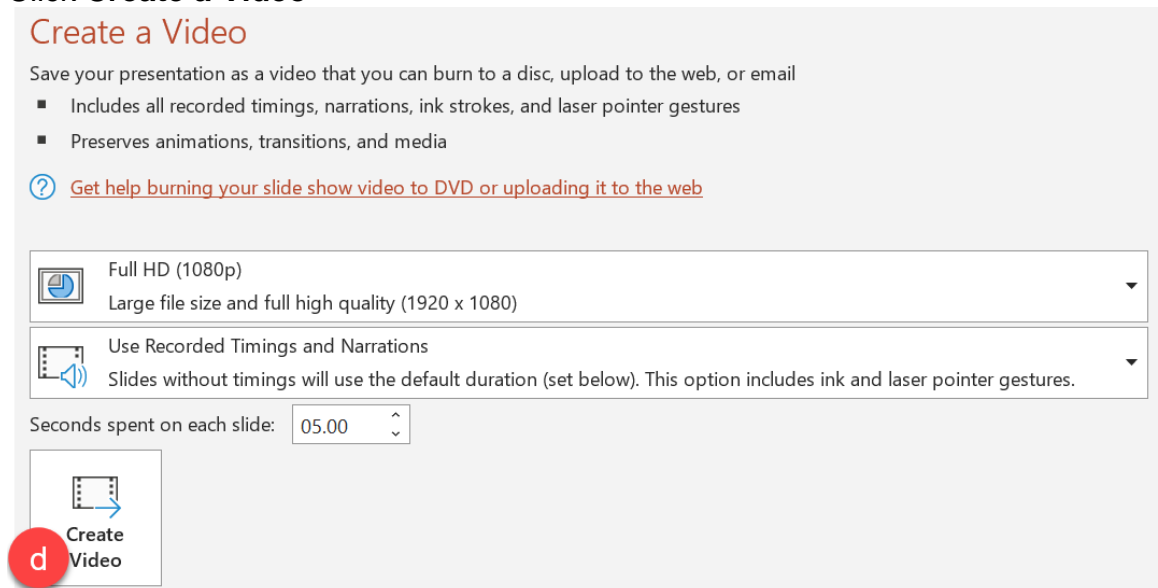 Click Create a Video
Create a Video
Save your presentation as a video that you can burn to a disc, upload to the web, or email
▪ Includes all recorded timings, narrations, ink strokes, and laser pointer gestures
▪ Preserves animations, transitions, and media
? Get help burning your slide show video to DVD or uploading it to the web
Full HD (1080p)
Large file size and full high quality (1920 x 1080)
Use Recorded Timings and Narrations
Slides without timings will use the default duration (set below). This option includes ink and laser pointer gestures.
Seconds spent on each slide: 05.00
Create
d Video